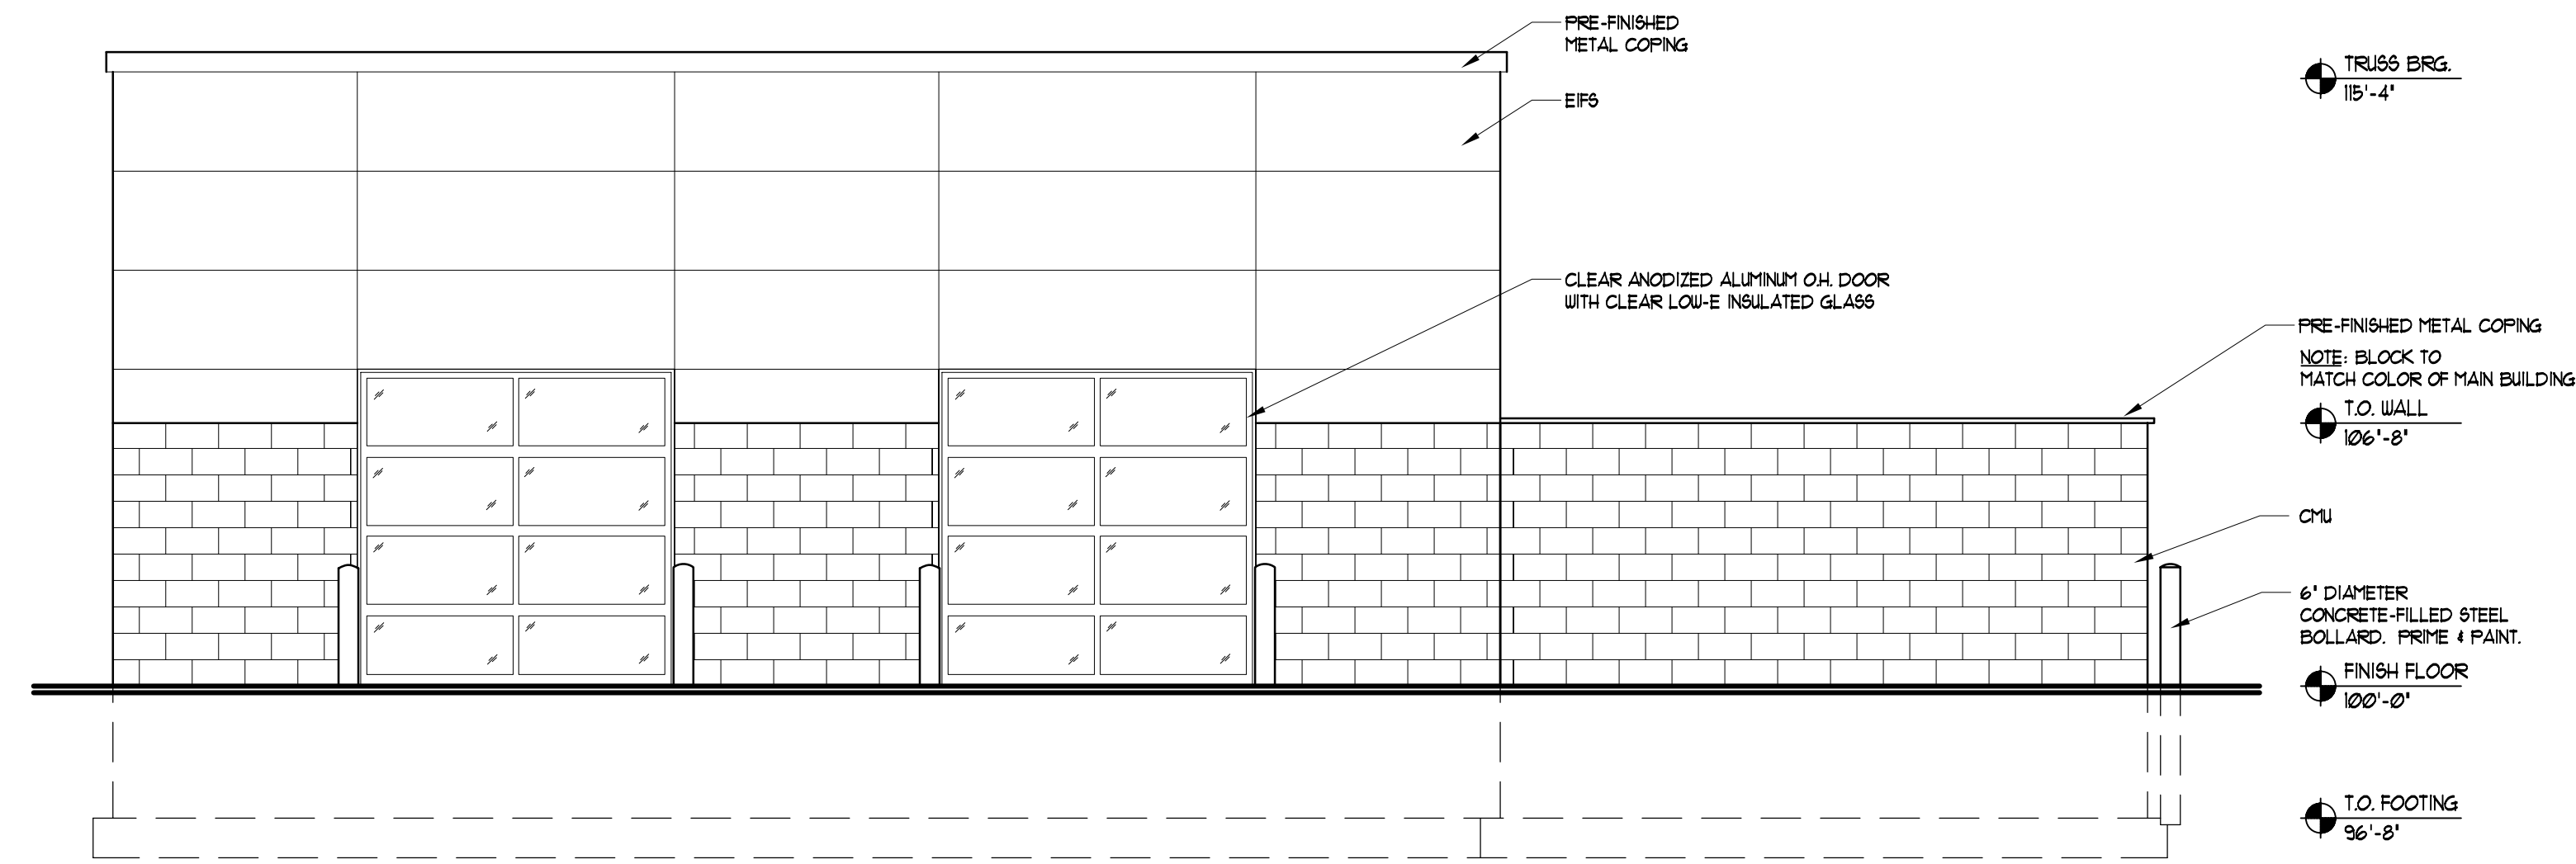 PRE-FINISHED
METAL COPING
EIFS
CLEAR ANODIZED ALUMINUM O.H. DOOR
WITH CLEAR LOW-E INSULATED GLASS
TRUSS BRG.
115'-4"
PRE-FINISHED METAL COPING
NOTE: BLOCK TO
MATCH COLOR OF MAIN BUILDING
T.O. WALL
106'-8"
CMU
6" DIAMETER
CONCRETE-FILLED STEEL
BOLLARD. PRIME & PAINT.
FINISH FLOOR
100'-0"
T.O. FOOTING
96'-8"